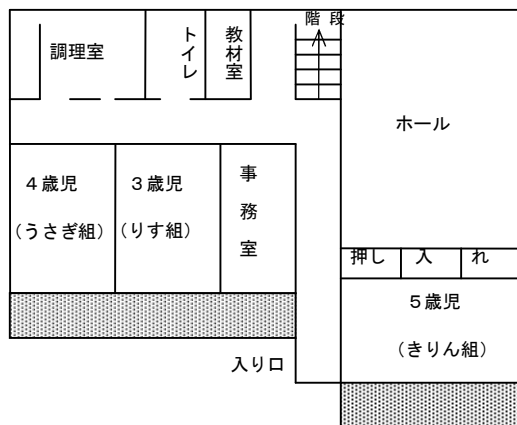 階 段
調理室
トイレ
教材室
ホール
４歳児
(うさぎ組)
３歳児
(りす組)
事務室
押し 入 れ
５歳児
(きりん組)
入り口